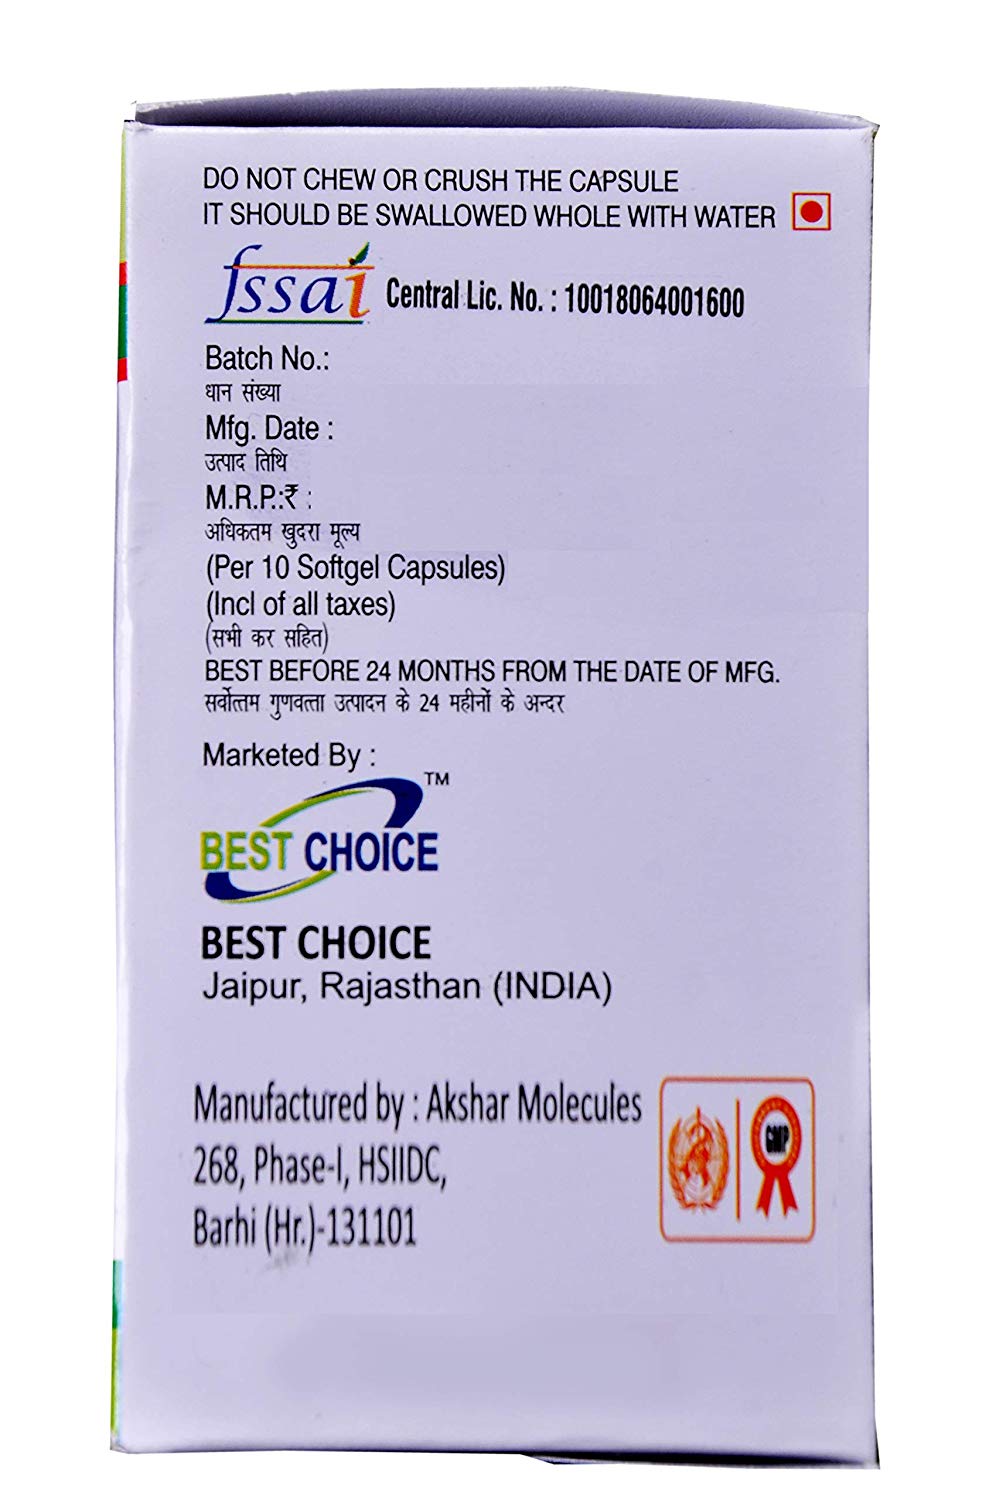 DO NOT CHEW OR CRUSH THE CAPSULE
IT SHOULD BE SWALLOWED WHOLE WITH WATER
fssai Central Lic. No. : 10018064001600
Batch No.:
धान संख्या
Mfg. Date :
उत्पाद तिथि
M.R.P.:₹ :
अधिकतम खुदरा मूल्य
(Per 10 Softgel Capsules)
(Incl of all taxes)
(सभी कर सहित)
BEST BEFORE 24 MONTHS FROM THE DATE OF MFG.
सर्वोत्तम गुणवत्ता उत्पादन के 24 महीनों के अन्दर
Marketed By :
BEST CHOICE TM
BEST CHOICE
Jaipur, Rajasthan (INDIA)
Manufactured by : Akshar Molecules
268, Phase-I, HSIIDC,
Barhi (Hr.)-131101
GMP